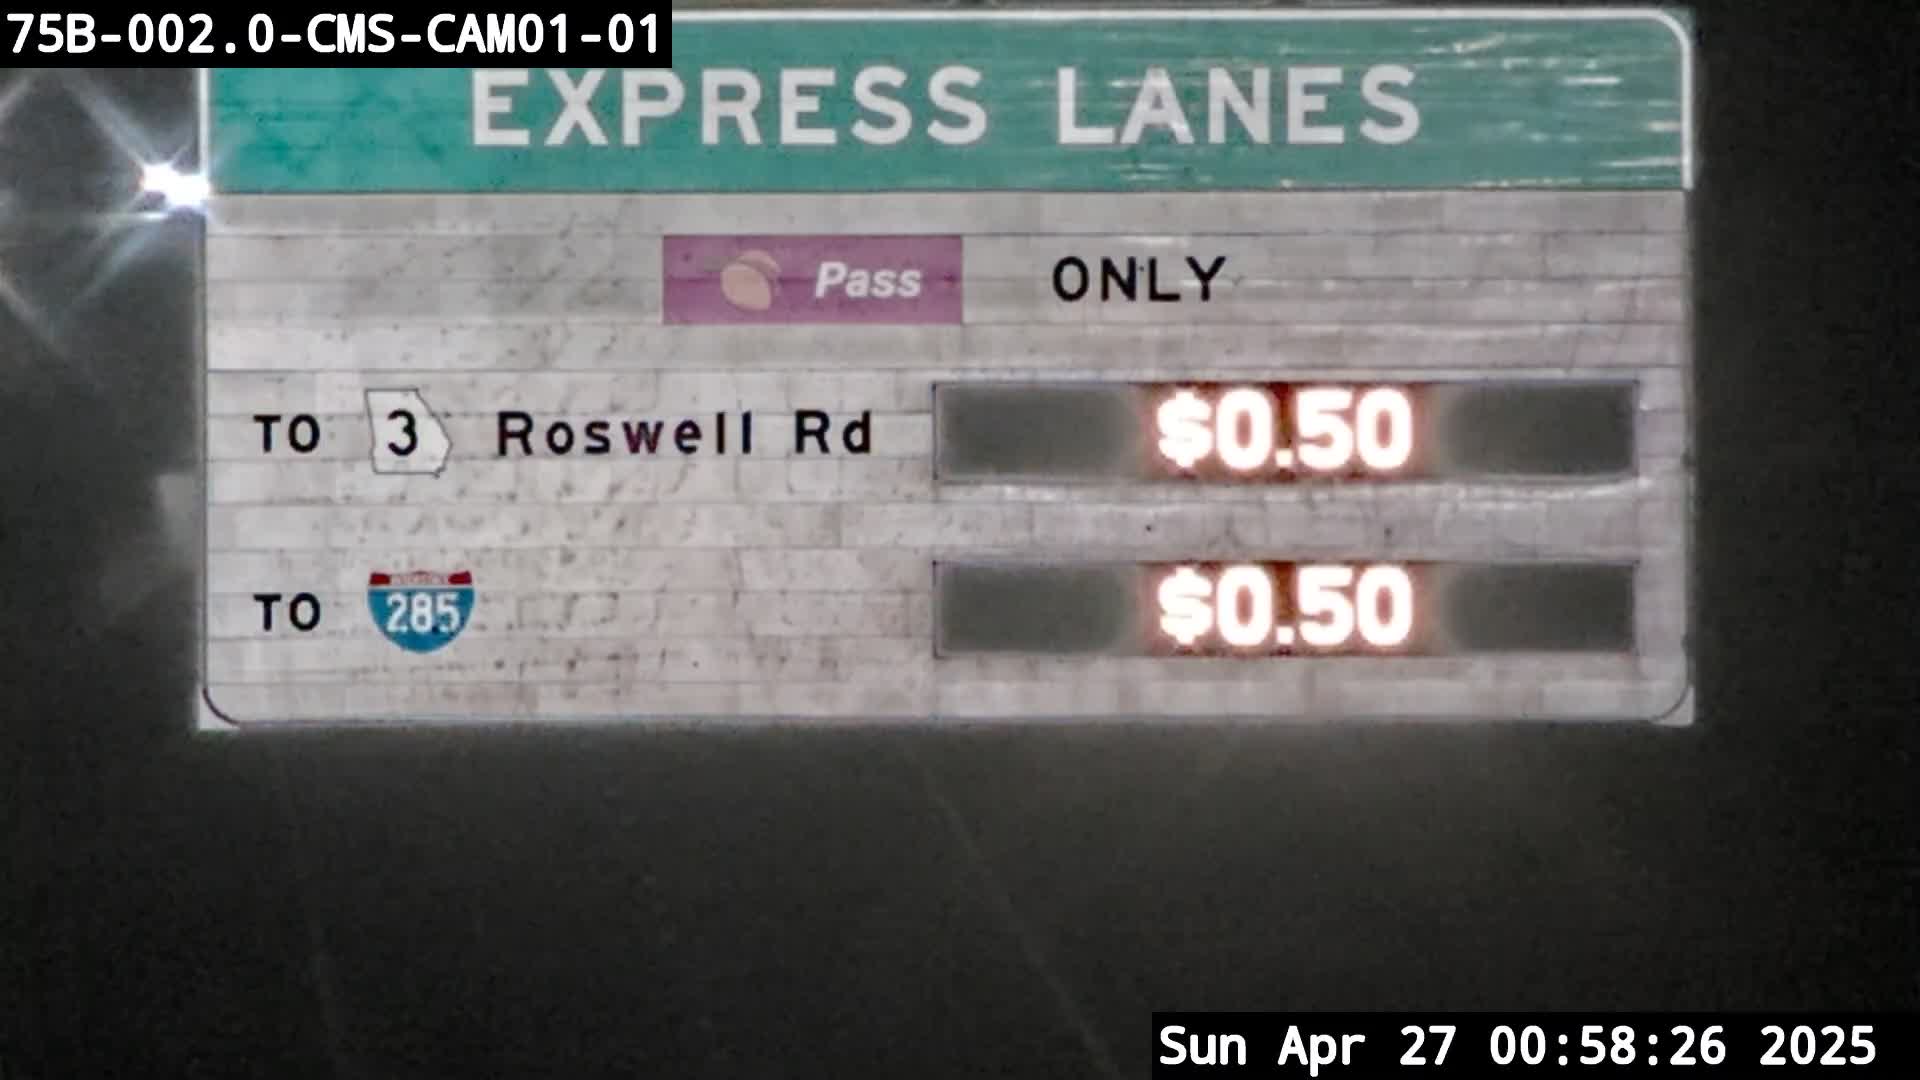 75B-002.0-CMS-CAM01-01
EXPRESS LANES
Pass ONLY
TO 3 Roswell Rd $0.50
TO 285 $0.50
Sun Apr 27 00:58:26 2025